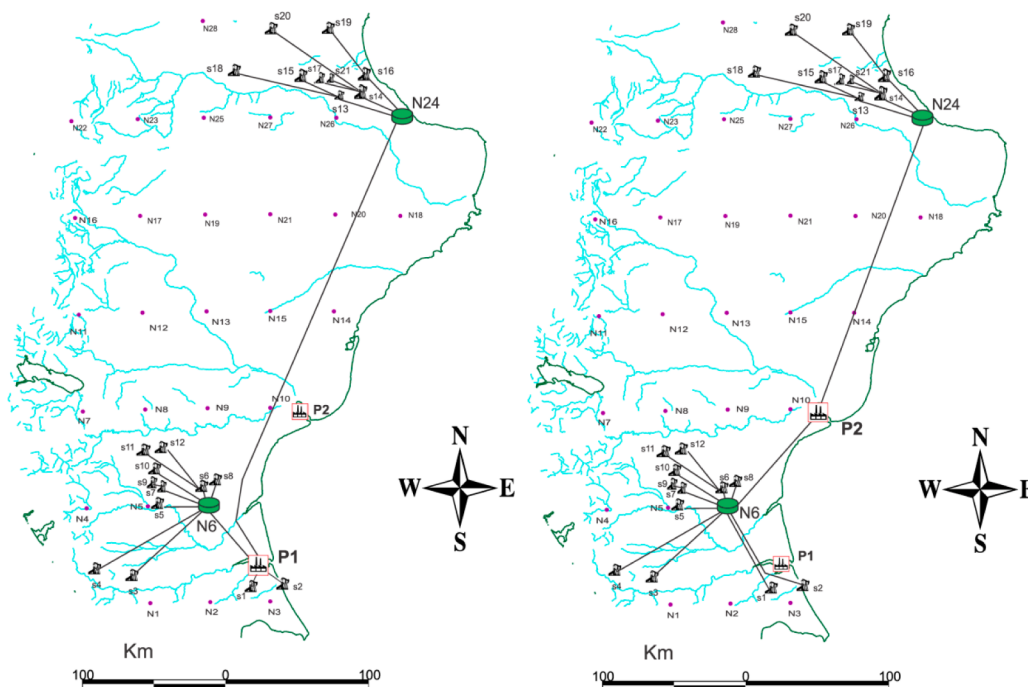 s20
s19
N28
s18
s15
s17
s21
s16
s14
s13
N24
N22
N23
N25
N27
N26
N16
N17
N19
N21
N20
N18
N11
N12
N13
N15
N14
N7
N8
N9
N10
P2
s11
s12
s10
s9
s7
s6
s8
s5
N4
N5
N6
P1
s4
s3
s1
s2
N1
N2
N3
N
W
E
S
Km
100
0
100
s20
s19
N28
s18
s15
s17
s21
s16
s14
s13
N24
N22
N23
N25
N27
N26
N16
N17
N19
N21
N20
N18
N11
N12
N13
N15
N14
N7
N8
N9
N10
P2
s11
s12
s10
s9
s7
s6
s8
s5
N4
N5
N6
P1
s4
s3
s1
s2
N1
N2
N3
N
W
S
Km
100
0
100